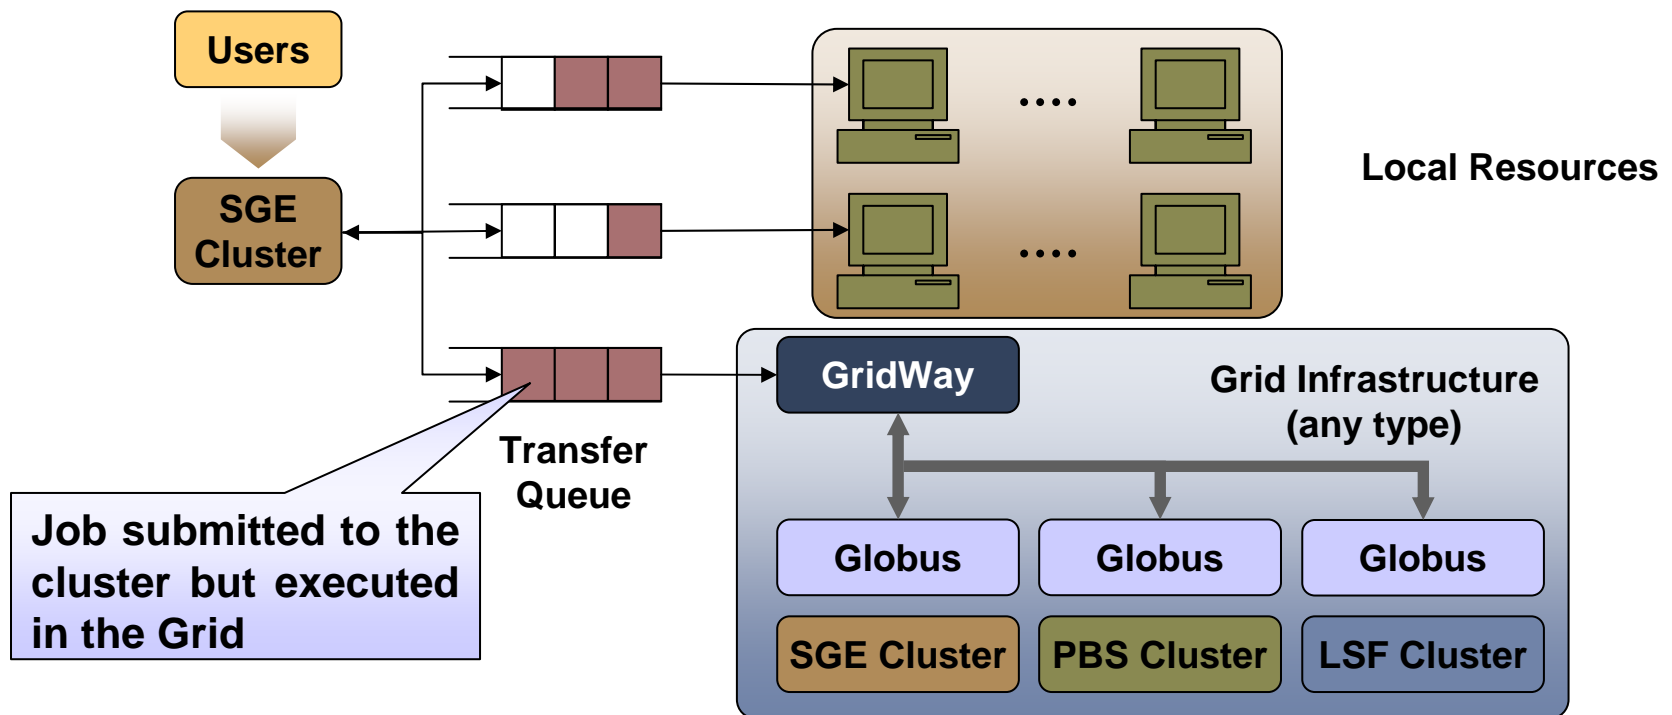 Users
SGE
Cluster
....
....
Local Resources
....
....
Transfer
Queue
Job submitted to the
cluster but executed
in the Grid
GridWay
Grid Infrastructure
(any type)
Globus
Globus
Globus
SGE Cluster
PBS Cluster
LSF Cluster